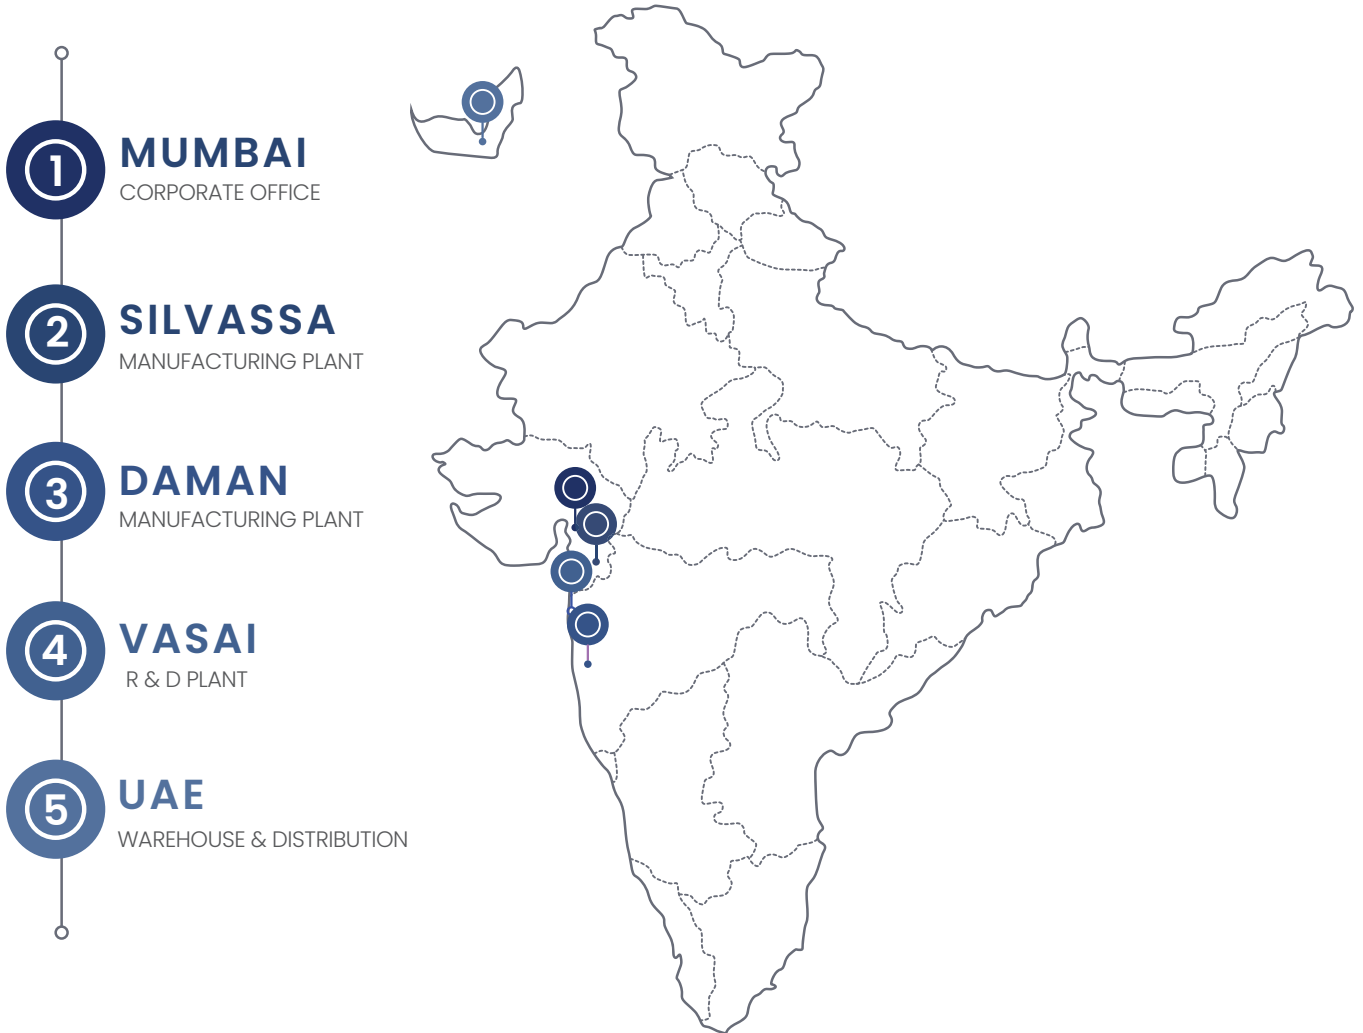 1
MUMBAI
CORPORATE OFFICE
2
SILVASSA
MANUFACTURING PLANT
3
DAMAN
MANUFACTURING PLANT
4
VASAI
R & D PLANT
5
UAE
WAREHOUSE & DISTRIBUTION